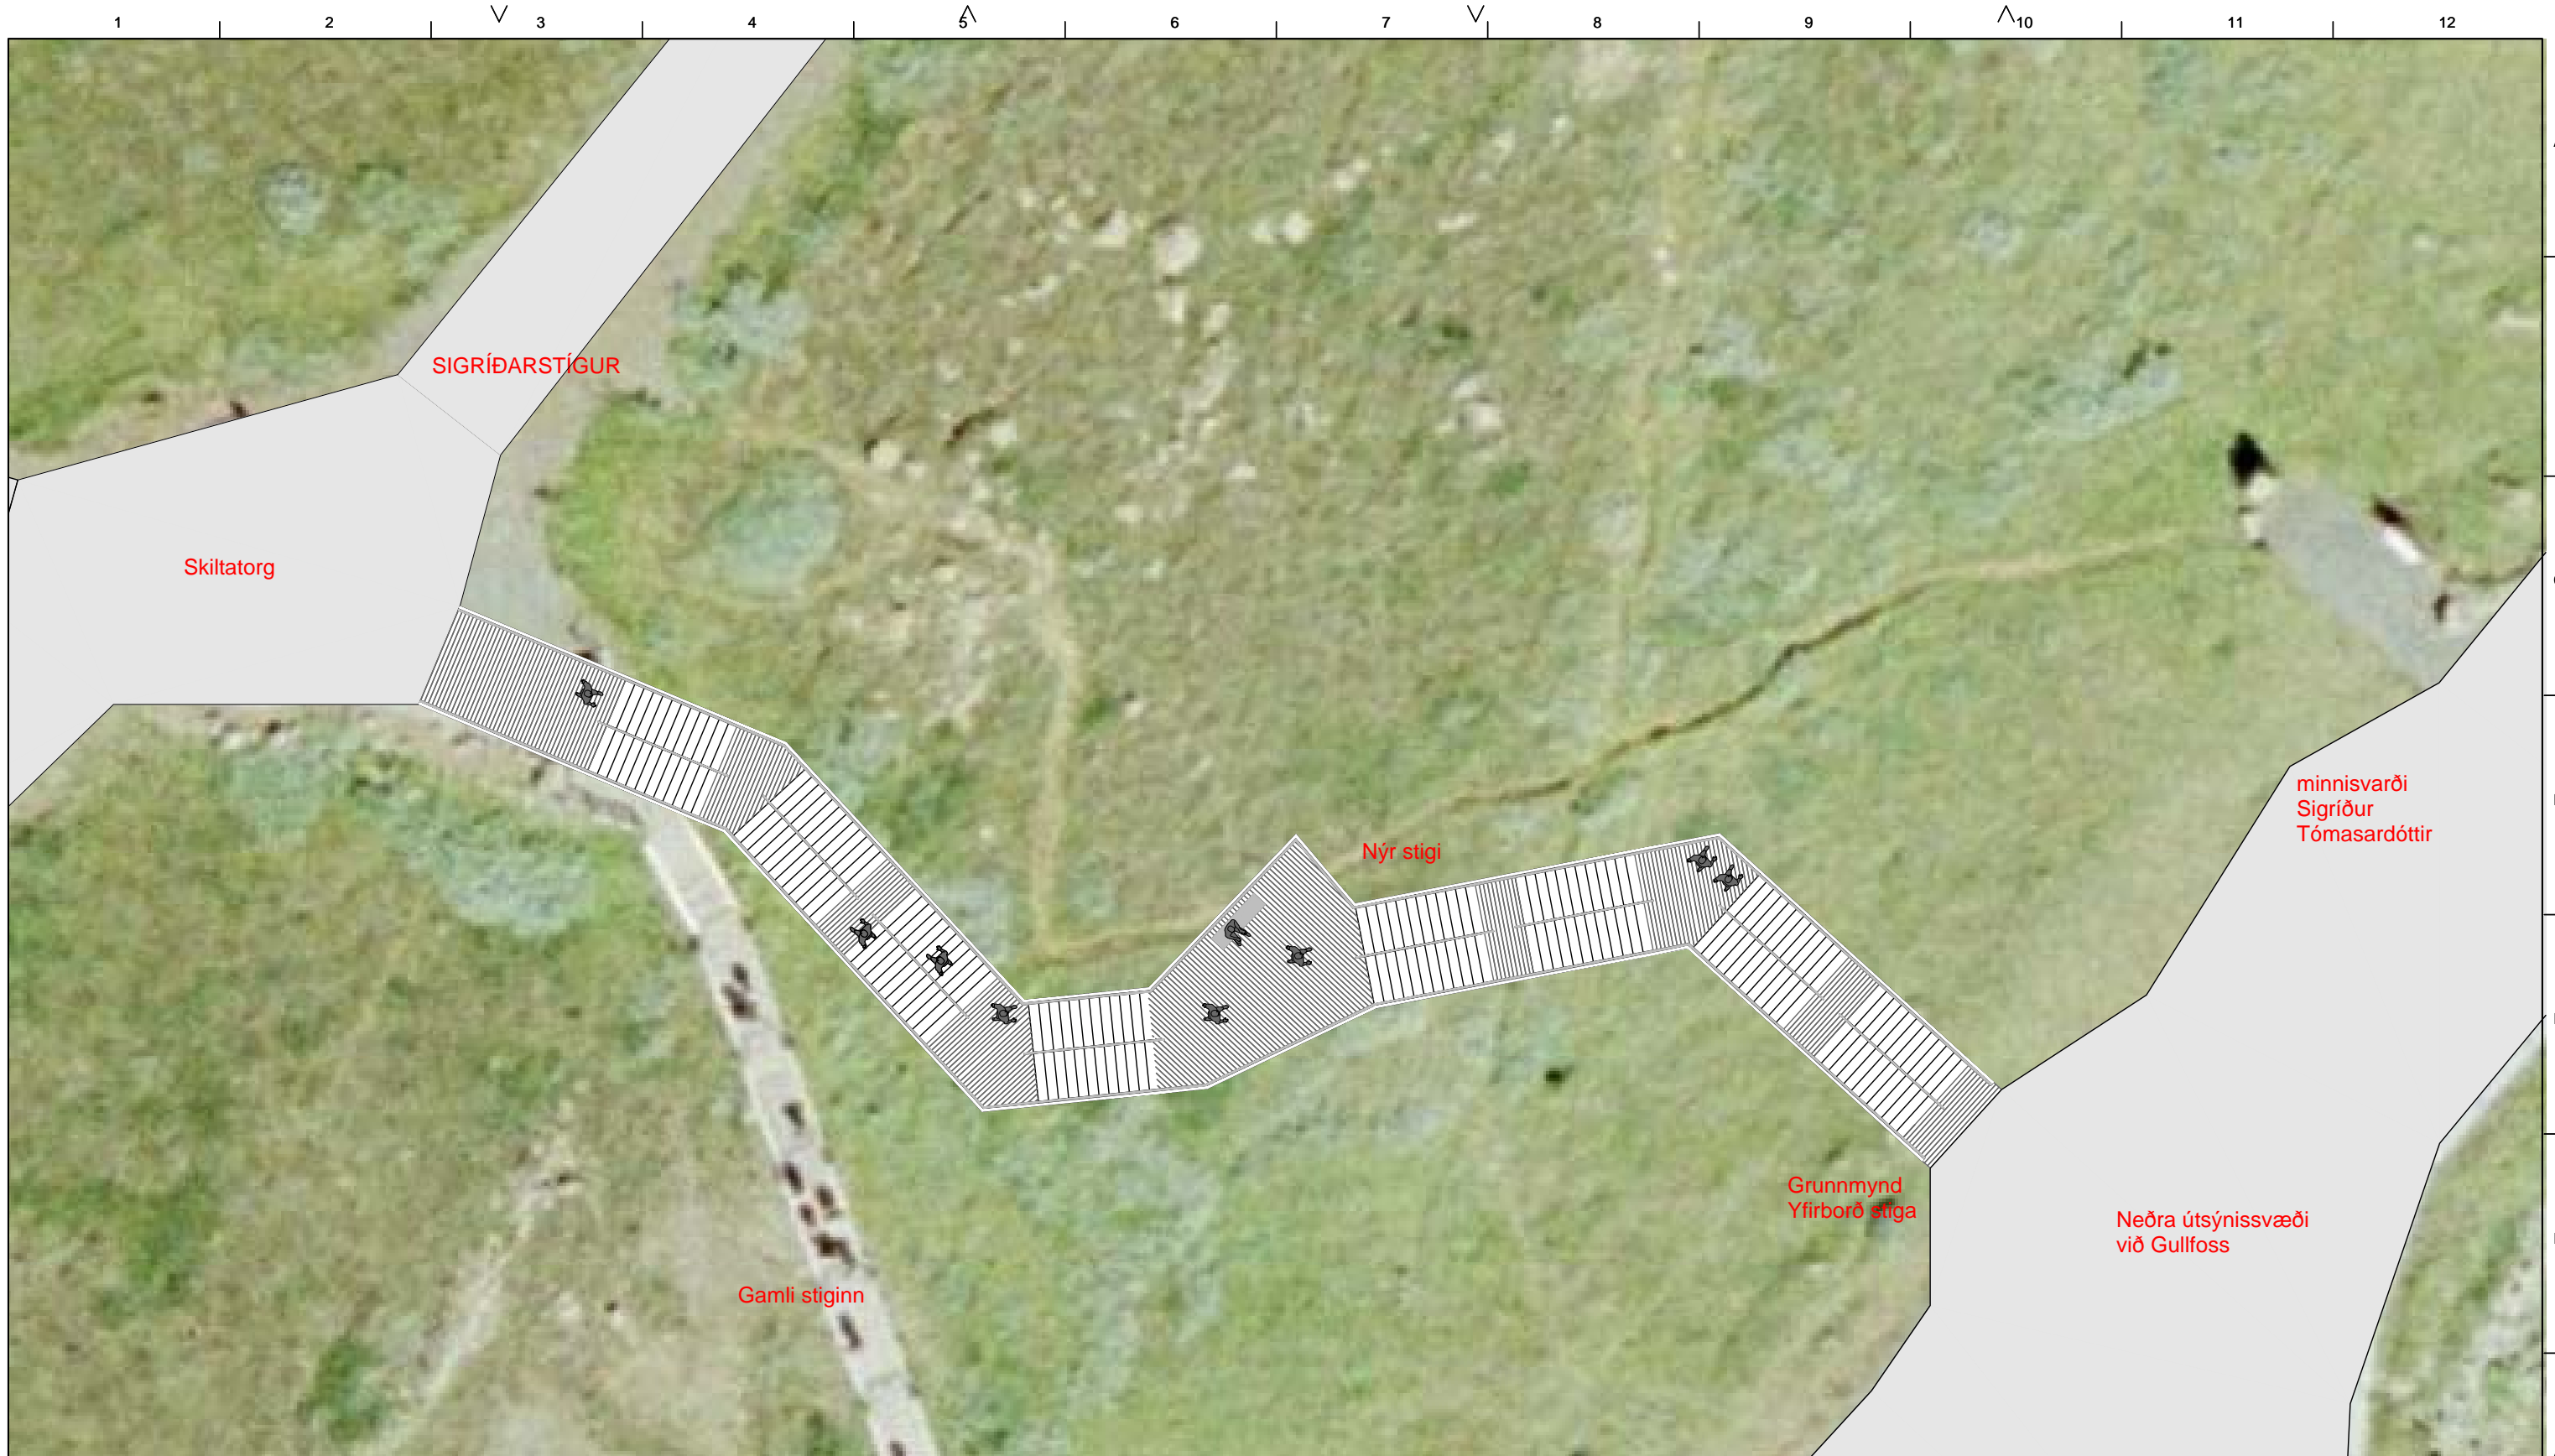 1 2 3 4 5 6 7 8 9 10 11 12
SIGRÍÐARSTÍGUR
Skiltatorg
minnisvarði
Sigríður
Tómasardóttir
Nýr stigi
Grunnmynd
Yfirborð stiga
Neðra útsýnissvæði
við Gullfoss
Gamli stiginn